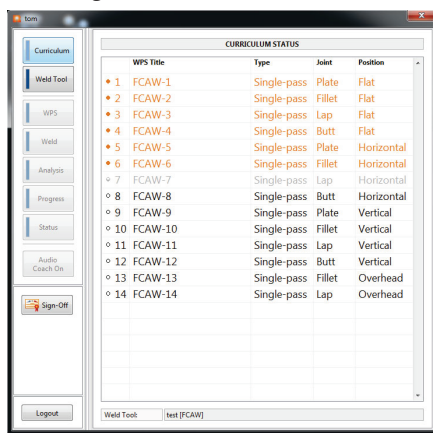 tom
Curriculum
Weld Tool
WPS
Weld
Analysis
Progress
Status
Audio
Coach On
Sign-Off
Logout
CURRICULUM STATUS
WPS Title Type Joint Position
1 FCAW-1 Single-pass Plate Flat
2 FCAW-2 Single-pass Fillet Flat
3 FCAW-3 Single-pass Lap Flat
4 FCAW-4 Single-pass Butt Flat
5 FCAW-5 Single-pass Plate Horizontal
6 FCAW-6 Single-pass Fillet Horizontal
7 FCAW-7 Single-pass Lap Horizontal
8 FCAW-8 Single-pass Butt Horizontal
9 FCAW-9 Single-pass Plate Vertical
10 FCAW-10 Single-pass Fillet Vertical
11 FCAW-11 Single-pass Lap Vertical
12 FCAW-12 Single-pass Butt Vertical
13 FCAW-13 Single-pass Fillet Overhead
14 FCAW-14 Single-pass Lap Overhead
Weld Tool: test [FCAW]